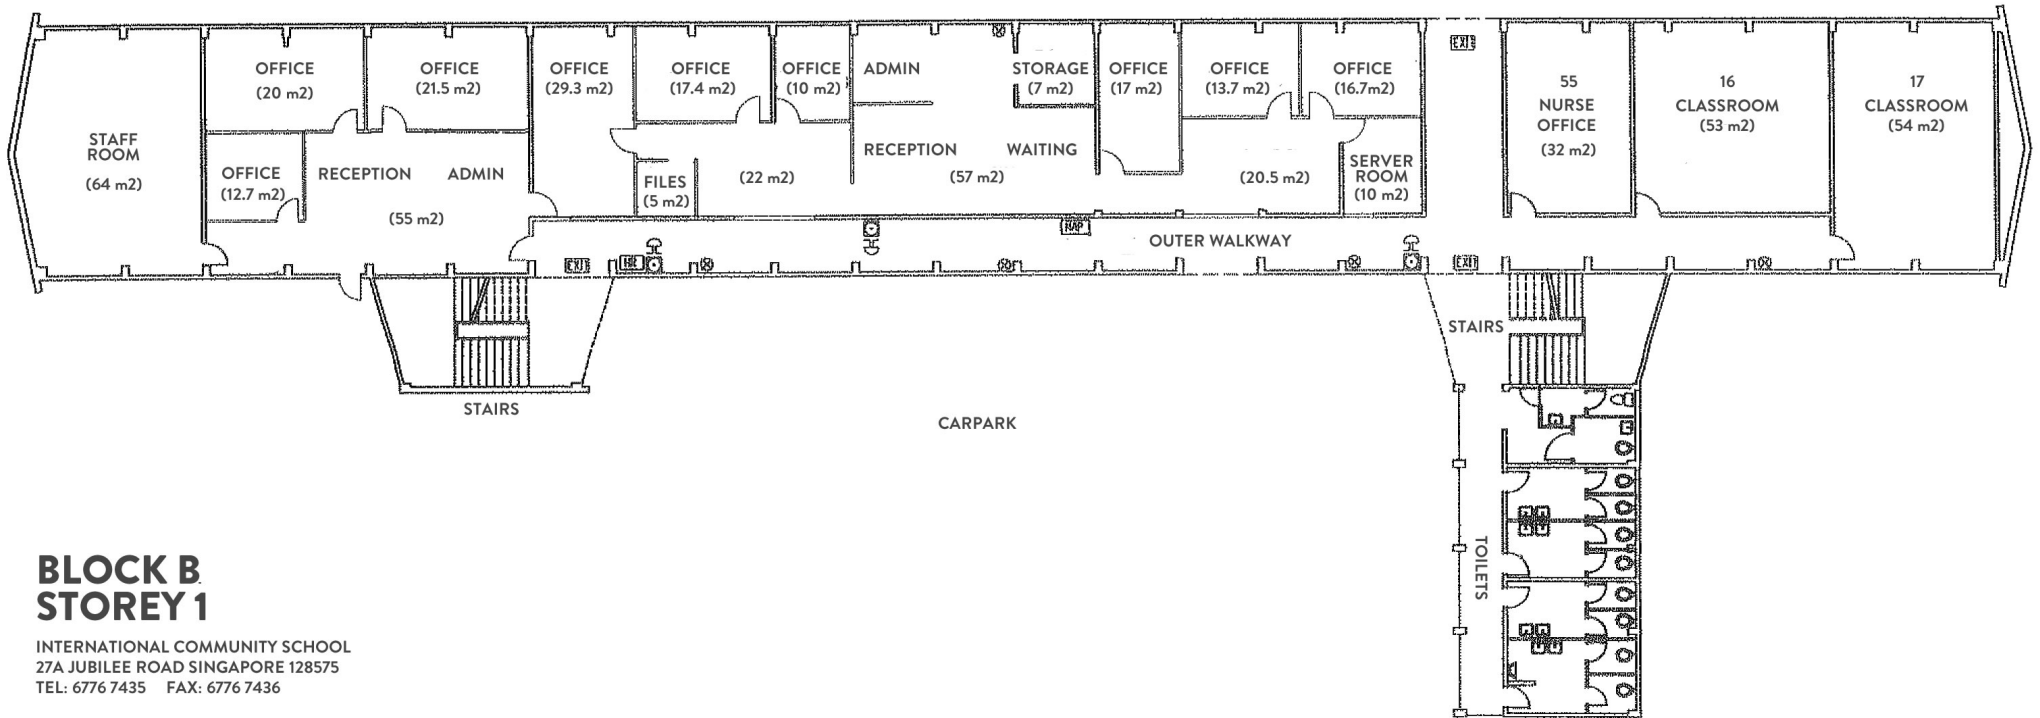 STAFF
ROOM
(64 m2)
OFFICE
(20 m2)
OFFICE
(21.5 m2)
OFFICE
(12.7 m2)
RECEPTION ADMIN
(55 m2)
OFFICE
(29.3 m2)
OFFICE
(17.4 m2)
OFFICE
(10 m2)
FILES
(5 m2)
(22 m2)
ADMIN
STORAGE
(7 m2)
RECEPTION WAITING
(57 m2)
OFFICE
(17 m2)
OFFICE
(13.7 m2)
OFFICE
(16.7m2)
(20.5 m2)
SERVER
ROOM
(10 m2)
EXIT
55
NURSE
OFFICE
(32 m2)
16
CLASSROOM
(53 m2)
17
CLASSROOM
(54 m2)
OUTER WALKWAY
EXIT
EXIT
STAIRS
STAIRS
CARPARK
TOILETS
BLOCK B
STOREY 1
INTERNATIONAL COMMUNITY SCHOOL
27A JUBILEE ROAD SINGAPORE 128575
TEL: 6776 7435 FAX: 6776 7436